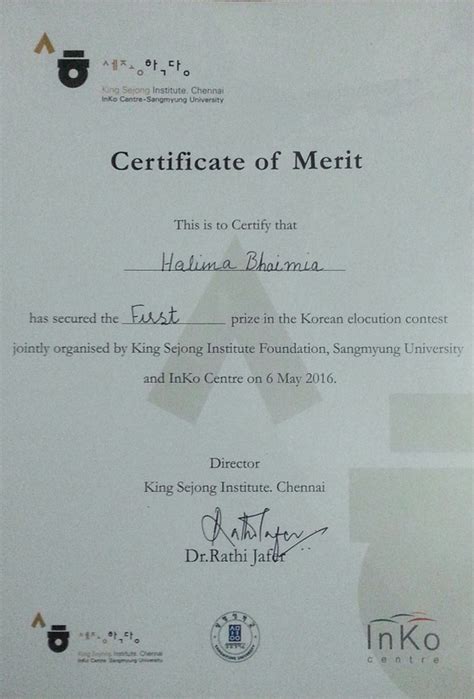 세종학당
King Sejong Institute. Chennai
InKo Centre-Sangmyung University
Certificate of Merit
This is to Certify that
Halima Bhaimia
has secured the First prize in the Korean elocution contest
jointly organised by King Sejong Institute Foundation, Sangmyung University
and InKo Centre on 6 May 2016.
Director
King Sejong Institute. Chennai
Rathi Jafer
Dr.Rathi Jafer
세종학당
King Sejong Institute. Chennai
InKo Centre-Sangmyung University
InKo
centre